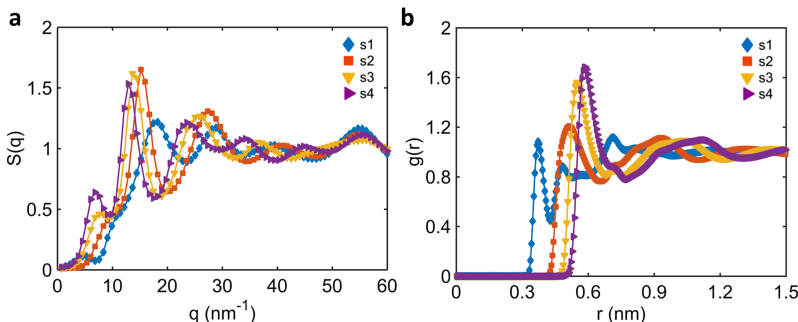 a
2
1.5
1
0.5
0
S(q)
0 10 20 30 40 50 60
q (nm⁻¹)
s1
s2
s3
s4
b
2
1.6
1.2
0.8
0.4
0
g(r)
0 0.3 0.6 0.9 1.2 1.5
r (nm)
s1
s2
s3
s4